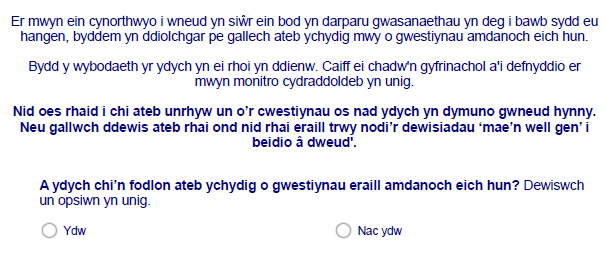 Er mwyn ein cynorthwyo i wneud yn siŵr ein bod yn darparu gwasanaethau yn deg i bawb sydd eu
hangen, byddem yn ddiolchgar pe gallech ateb ychydig mwy o gwestiynau amdanoch eich hun.
Bydd y wybodaeth yr ydych yn ei rhoi yn ddienw. Caiff ei chadw'n gyfrinachol a'i defnyddio er
mwyn monitro cydraddoldeb yn unig.
Nid oes rhaid i chi ateb unrhyw un o'r cwestiynau os nad ydych yn dymuno gwneud hynny.
Neu gallwch ddewis ateb rhai ond nid rhai eraill trwy nodi'r dewisiadau ‘mae'n well gen’ i
beidio â dweud'.
A ydych chi'n fodlon ateb ychydig o gwestiynau eraill amdanoch eich hun? Dewiswch
un opsiwn yn unig.
Ydw
Nac ydw